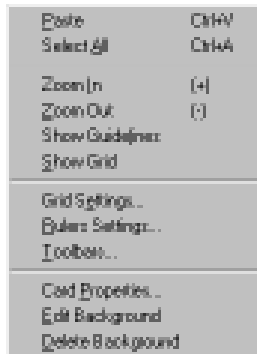 Paste Ctrl+V
Select All Ctrl+A
Zoom In (+)
Zoom Out (-)
Show Guidelines
Show Grid
Grid Settings...
Rulers Settings...
Toolbars...
Card Properties...
Edit Background
Delete Background